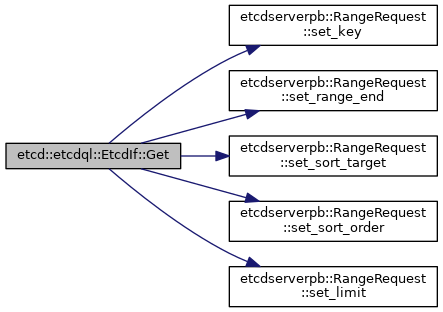 etcdserverpb::RangeRequest
::set_key
etcdserverpb::RangeRequest
::set_range_end
etcd::etcdql::EtcdIf::Get
etcdserverpb::RangeRequest
::set_sort_target
etcdserverpb::RangeRequest
::set_sort_order
etcdserverpb::RangeRequest
::set_limit